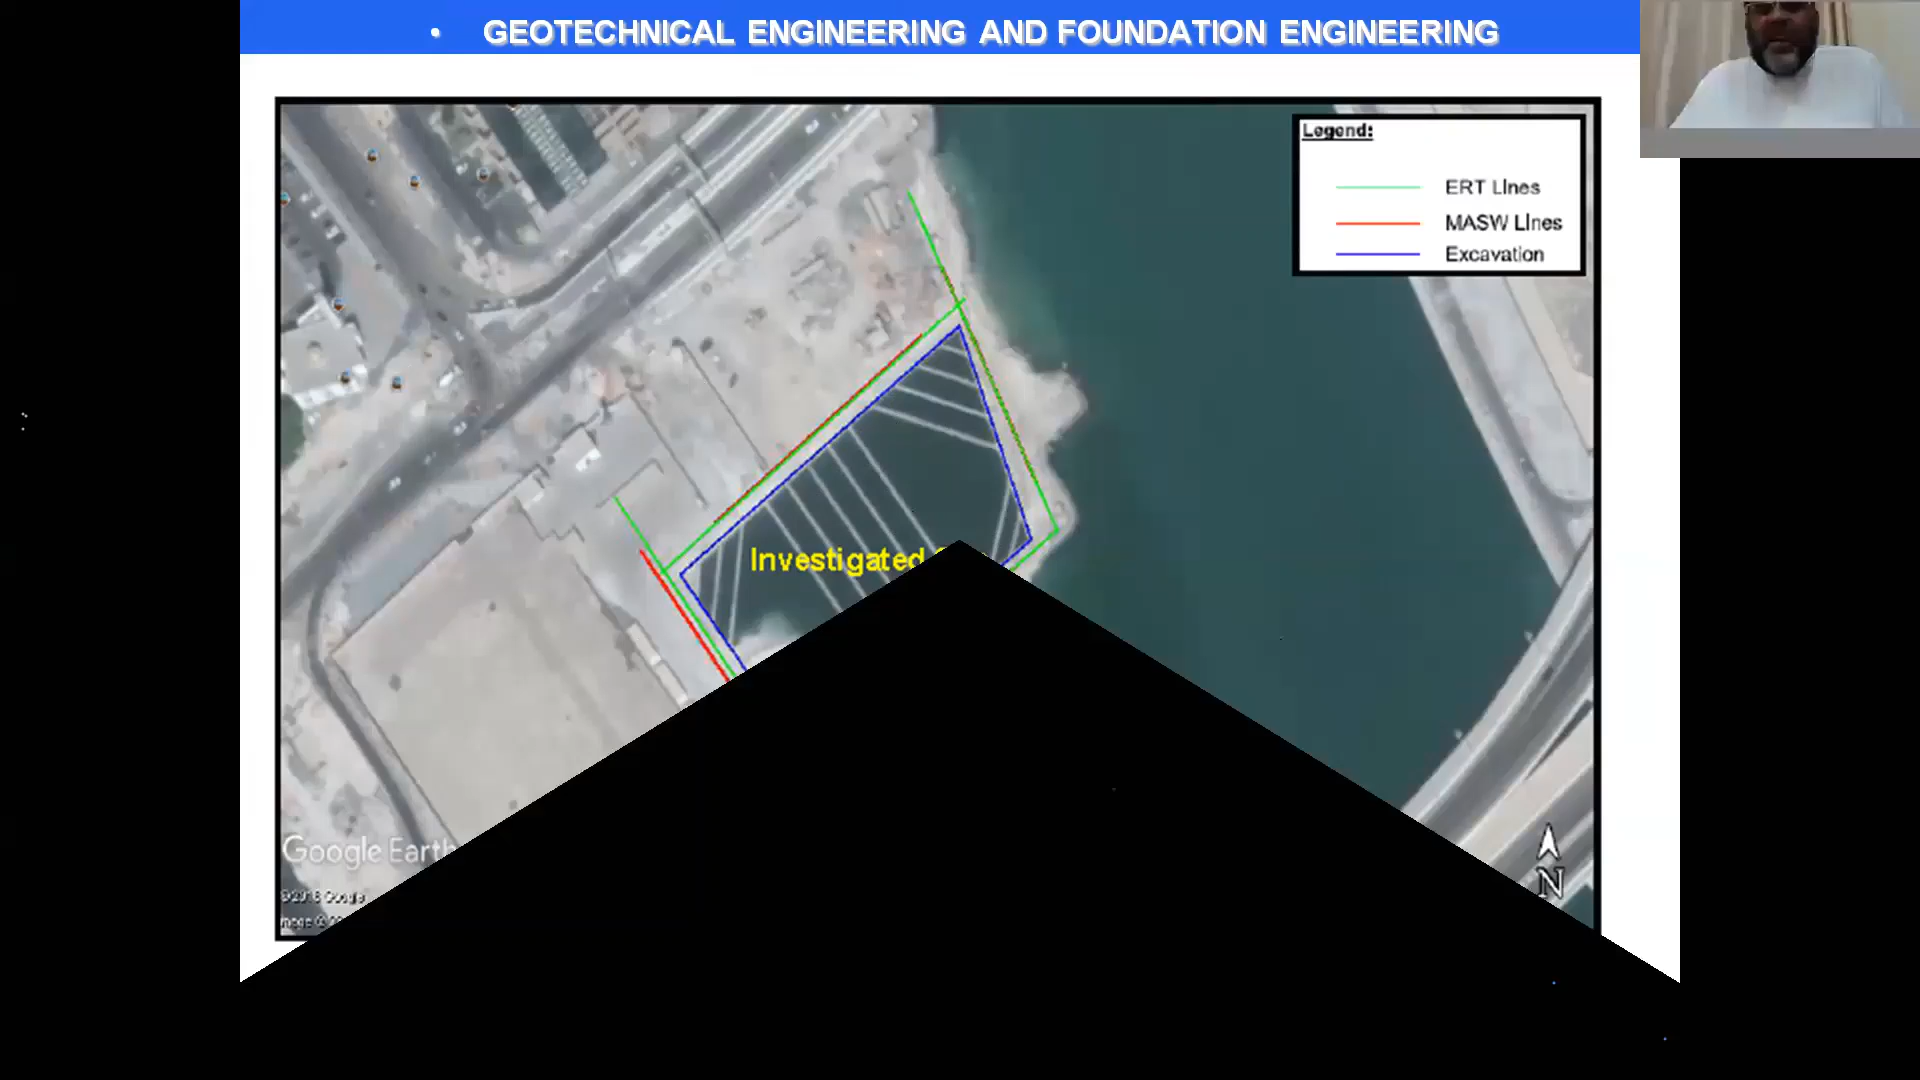 • GEOTECHNICAL ENGINEERING AND FOUNDATION ENGINEERING
Legend:
ERT Lines
MASW Lines
Excavation
Investigated
Google Earth
N